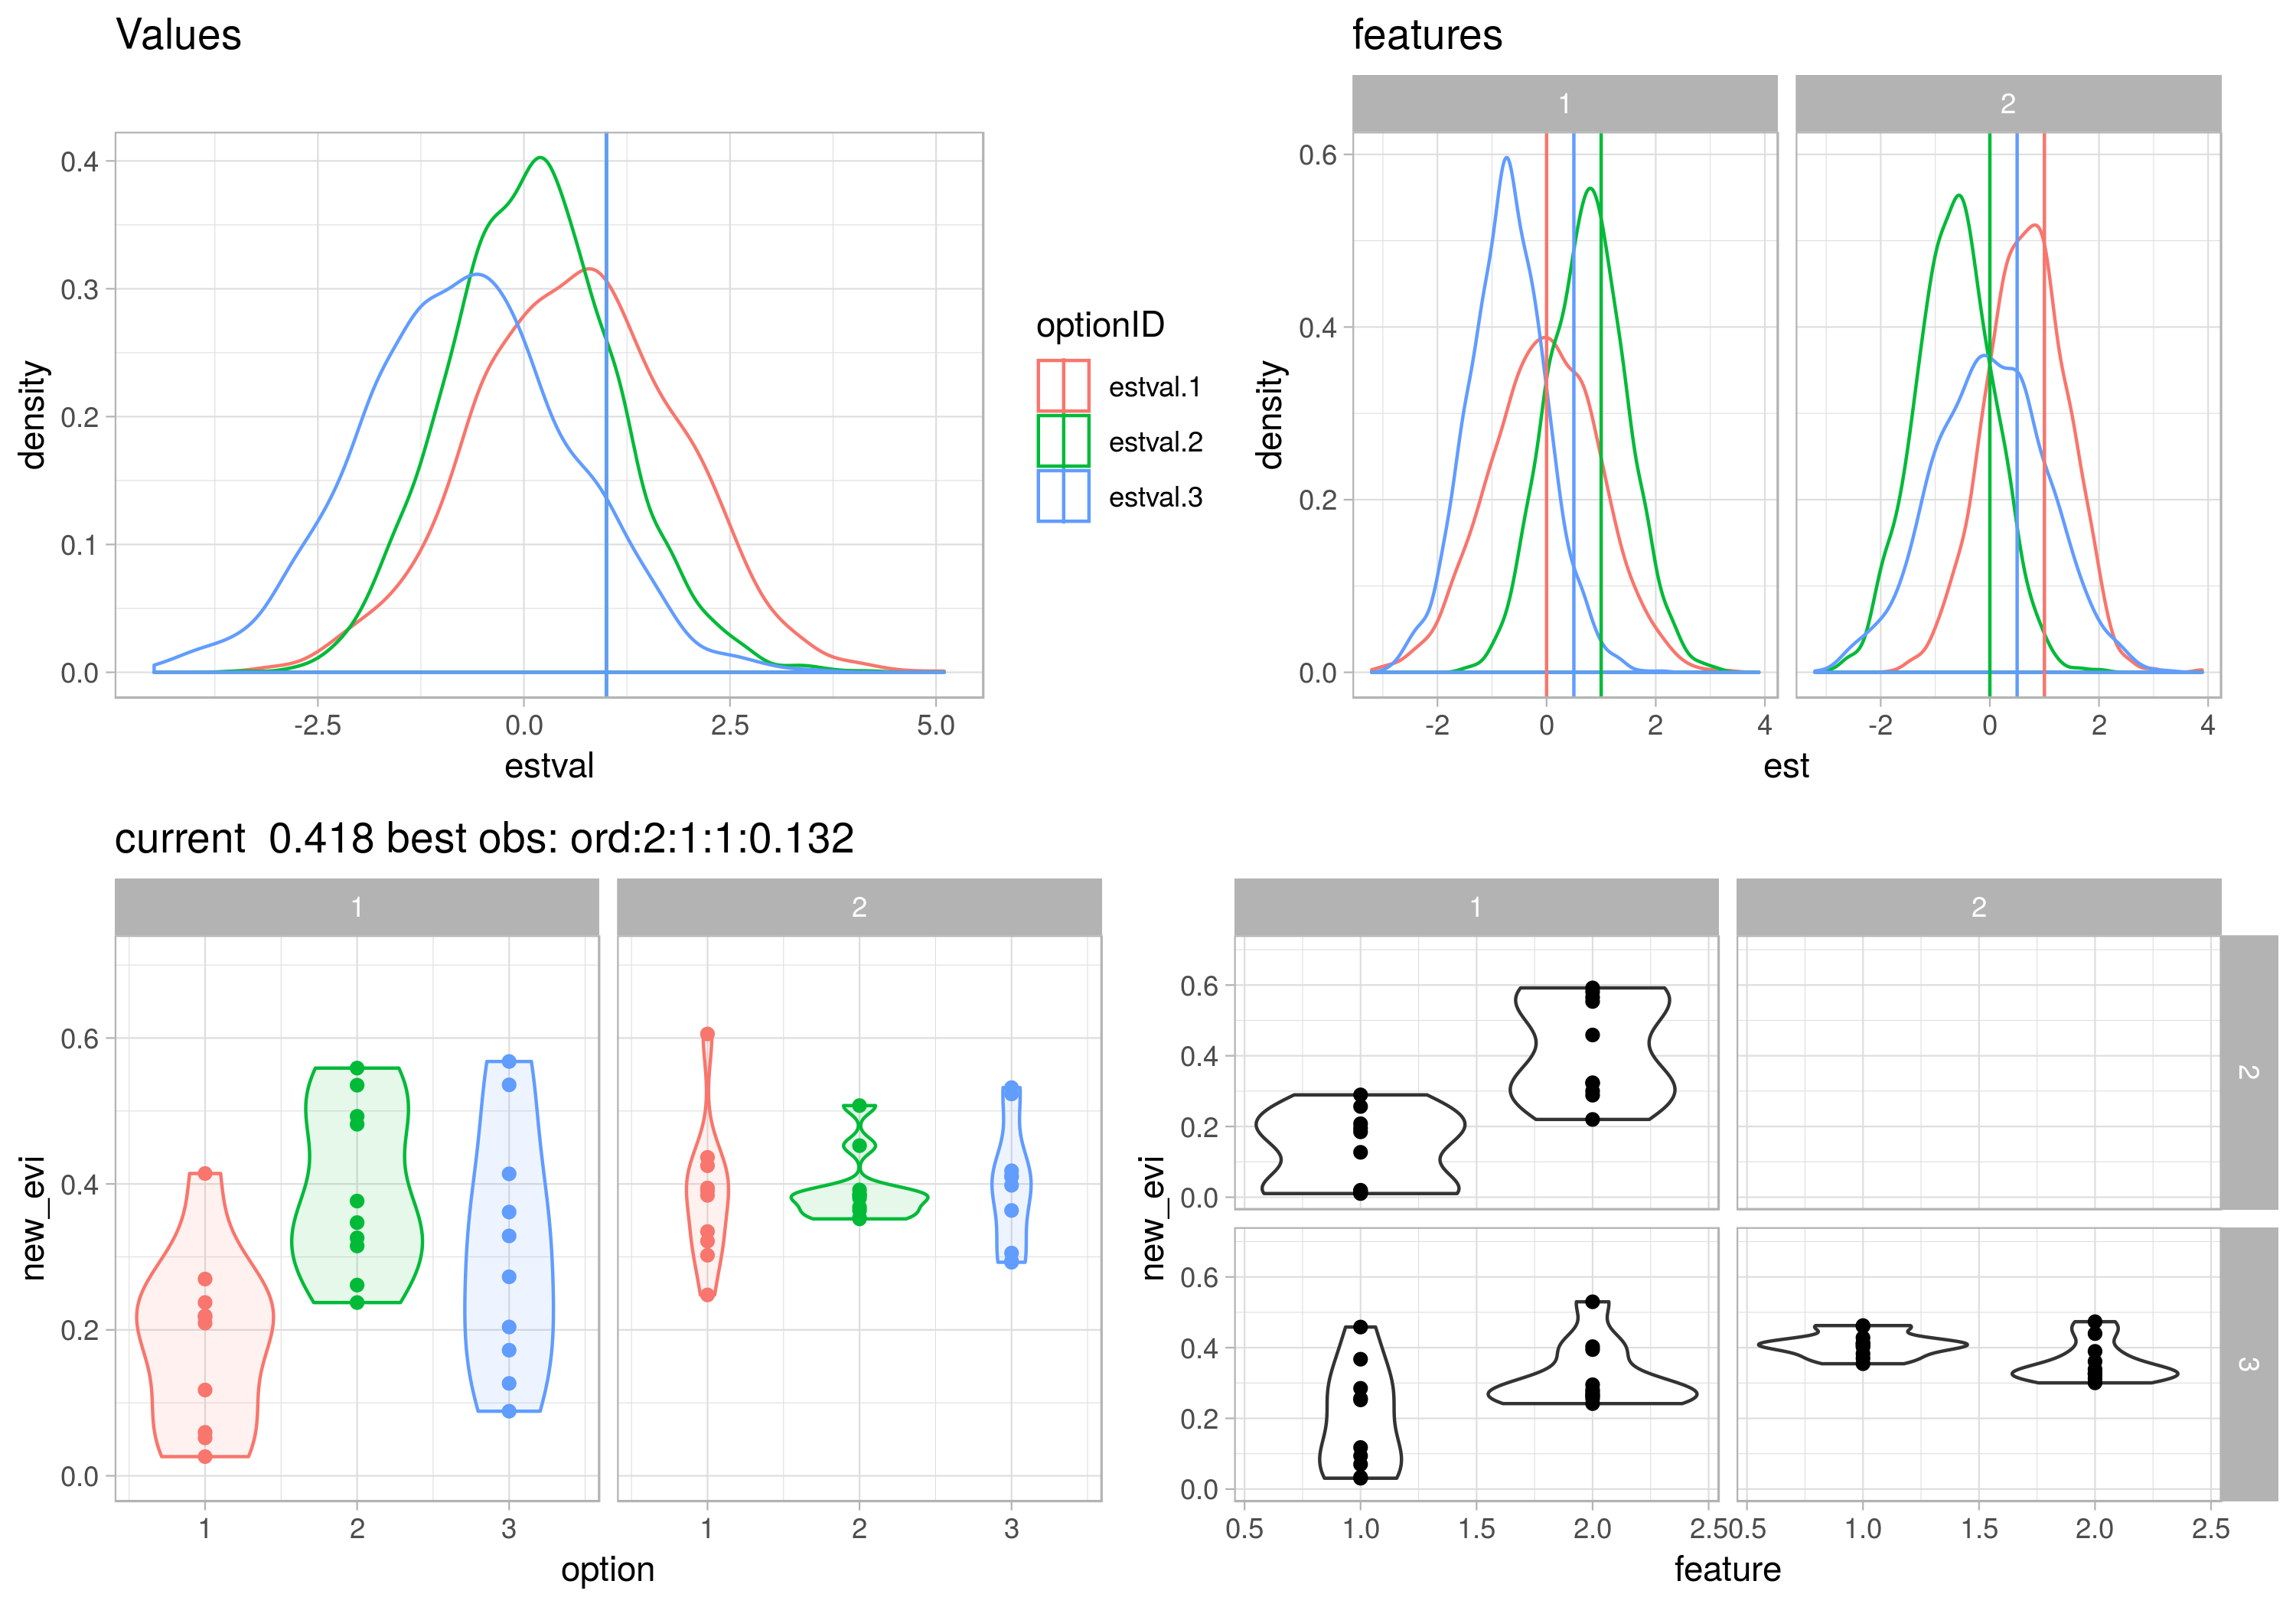 Values
0.4
0.3
0.2
0.1
0.0
density
-2.5 0.0 2.5 5.0
estval
optionID
estval.1
estval.2
estval.3
features
1 2
0.6
0.4
0.2
0.0
density
-2 0 2 4 -2 0 2 4
est
current 0.418 best obs: ord:2:1:1:0.132
1 2
0.6
0.4
0.2
0.0
new_evi
1 2 3 1 2 3
option
1 2
0.6
0.4
0.2
0.0
2
0.6
0.4
0.2
0.0
3
new_evi
0.5 1.0 1.5 2.0 2.5 0.5 1.0 1.5 2.0 2.5
feature